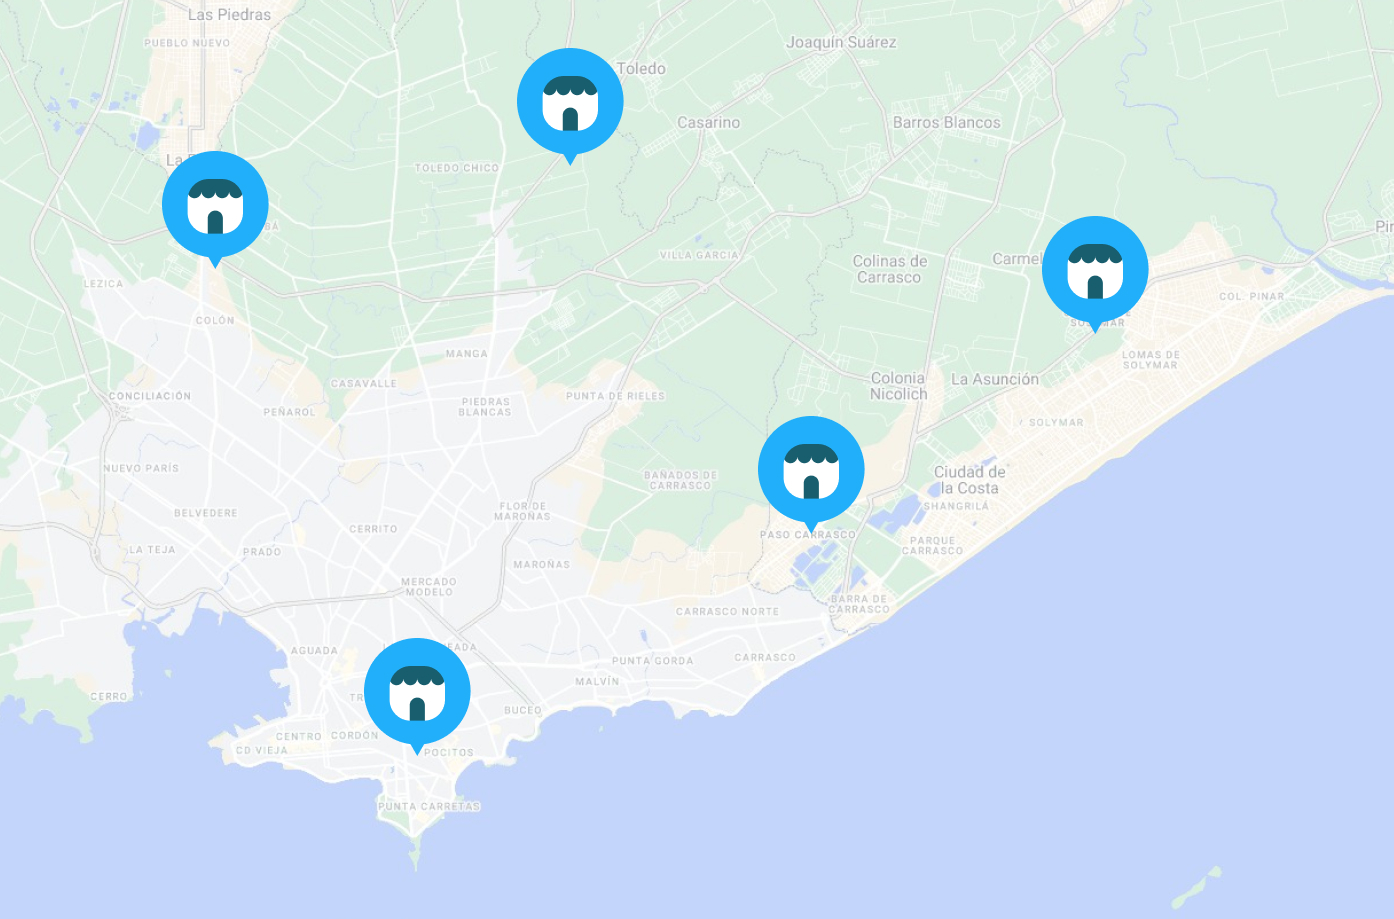 Las Piedras
PUEBLO NUEVO
Joaquín Suárez
Toledo
Casarino
Barros Blancos
La
TOLEDO CHICO
VILLA GARCÍA
Colinas de
Carrasco
Carmel
LEZICA
COL. PINAR
COLÓN
SOLYMAR
MANGA
LOMAS DE
SOLYMAR
CASAVALLE
Colonia
Nicolich
La Asunción
CONCILIACIÓN
PEÑAROL
PIEDRAS
BLANCAS
PUNTA DE RIELES
SOLYMAR
NUEVO PARÍS
BAÑADOS DE
CARRASCO
Ciudad de
la Costa
SHANGRILÁ
BELVEDERE
FLOR DE
MAROÑAS
CERRITO
PASO CARRASCO
PARQUE
CARRASCO
LA TEJA
PRADO
MAROÑAS
MERCADO
MODELO
CARRASCO NORTE
BARRA DE
CARRASCO
AGUADA
PUNTA GORDA
CARRASCO
MALVÍN
CERRO
TR
BUCEO
CENTRO
CORDÓN
CD VIEJA
POCITOS
PUNTA CARRETAS